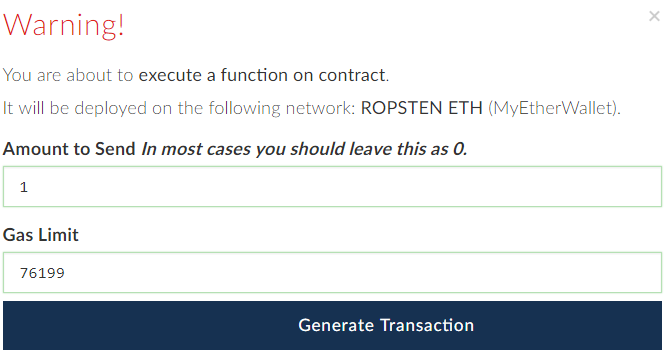 Warning!
×
You are about to execute a function on contract.
It will be deployed on the following network: ROPSTEN ETH (MyEtherWallet).
Amount to Send In most cases you should leave this as 0.
1
Gas Limit
76199
Generate Transaction